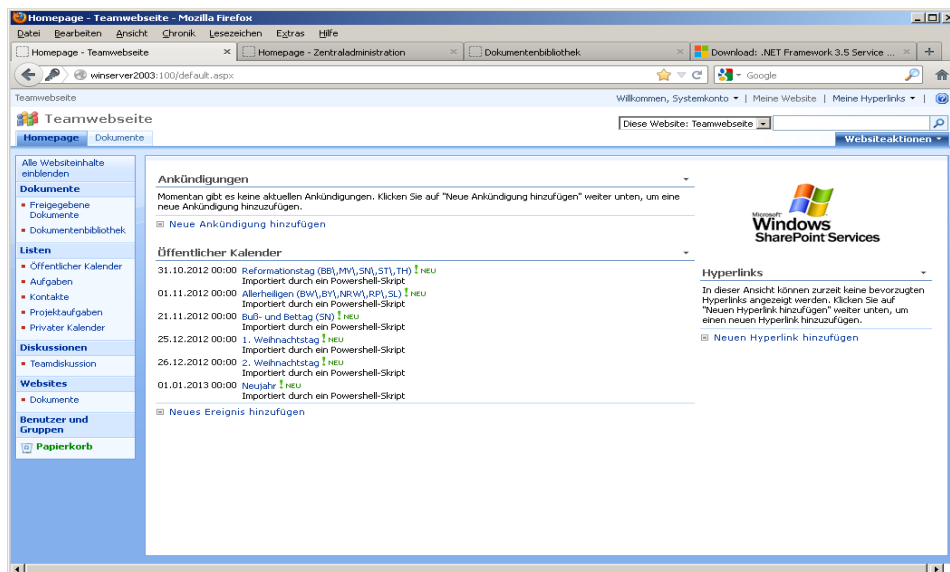 Homepage - Teamwebseite - Mozilla Firefox
Datei Bearbeiten Ansicht Chronik Lesezeichen Extras Hilfe
Homepage - Teamwebseite × Homepage - Zentraladministration × Dokumentenbibliothek × Download: .NET Framework 3.5 Service ... × +
winserver2003:100/default.aspx Google
Teamwebseite Willkommen, Systemkonto | Meine Website | Meine Hyperlinks |
Teamwebseite
Diese Website: Teamwebseite
Homepage Dokumente Websiteaktionen
Alle Websiteinhalte
einblenden
Dokumente
Freigegebene
Dokumente
Dokumentenbibliothek
Listen
Öffentlicher Kalender
Aufgaben
Kontakte
Projektaufgaben
Privater Kalender
Diskussionen
Teamdiskussion
Websites
Dokumente
Benutzer und
Gruppen
Papierkorb
Ankündigungen
Momentan gibt es keine aktuellen Ankündigungen. Klicken Sie auf "Neue Ankündigung hinzufügen" weiter unten, um eine
neue Ankündigung hinzuzufügen.
Neue Ankündigung hinzufügen
Öffentlicher Kalender
31.10.2012 00:00 Reformationstag (BB\,MV\,SN\,ST\,TH) ! NEU
Importiert durch ein Powershell-Skript
01.11.2012 00:00 Allerheiligen (BW\,BY\,NRW\,RP\,SL) ! NEU
Importiert durch ein Powershell-Skript
21.11.2012 00:00 Buß- und Bettag (SN) ! NEU
Importiert durch ein Powershell-Skript
25.12.2012 00:00 1. Weihnachtstag ! NEU
Importiert durch ein Powershell-Skript
26.12.2012 00:00 2. Weihnachtstag ! NEU
Importiert durch ein Powershell-Skript
01.01.2013 00:00 Neujahr ! NEU
Importiert durch ein Powershell-Skript
Neues Ereignis hinzufügen
Microsoft
Windows
SharePoint Services
Hyperlinks
In dieser Ansicht können zurzeit keine bevorzugten
Hyperlinks angezeigt werden. Klicken Sie auf
"Neuen Hyperlink hinzufügen" weiter unten, um
einen neuen Hyperlink hinzuzufügen.
Neuen Hyperlink hinzufügen